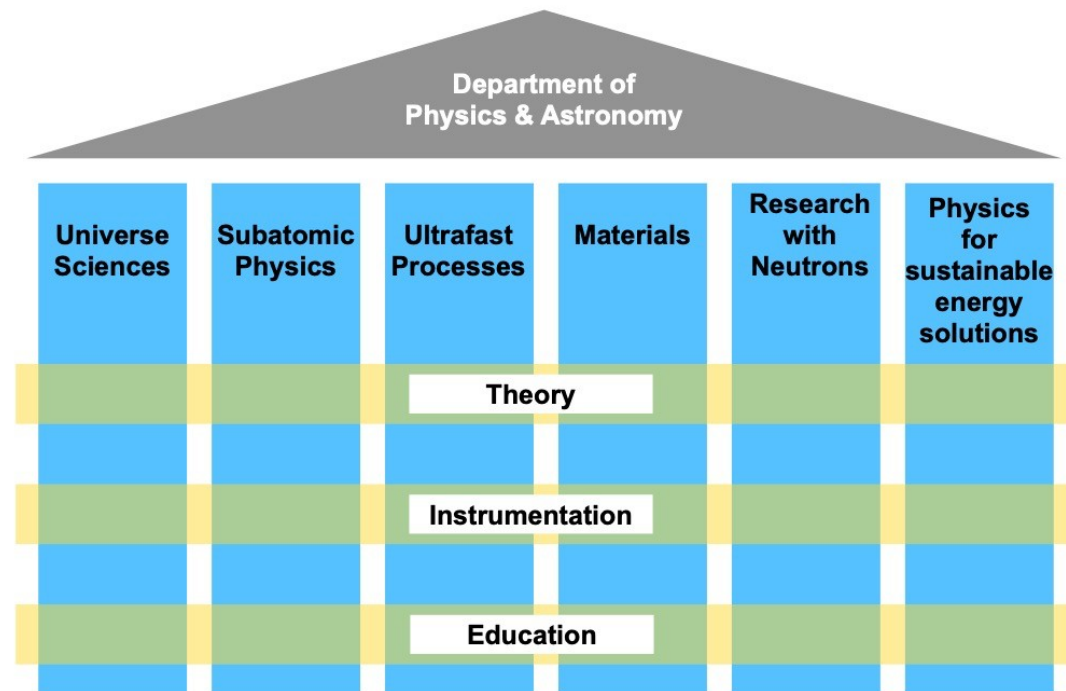 Department of
Physics & Astronomy
Universe
Sciences
Subatomic
Physics
Ultrafast
Processes
Materials
Research
with
Neutrons
Physics
for
sustainable
energy
solutions
Theory
Instrumentation
Education